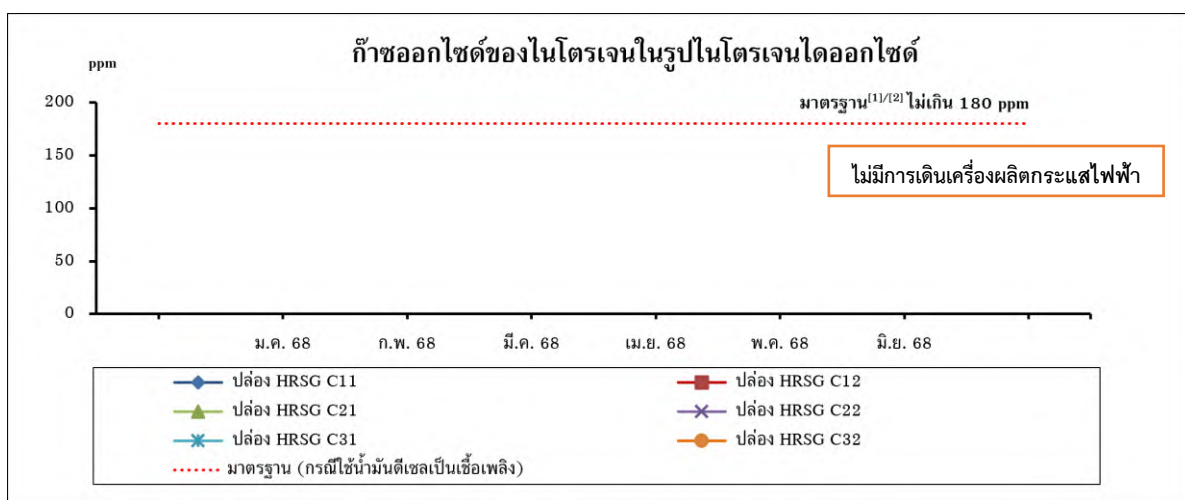 ก๊าซออกไซด์ของไนโตรเจนในรูปไนโตรเจนไดออกไซด์
ppm
มาตรฐาน[1]/[2] ไม่เกิน 180 ppm
ไม่มีการเดินเครื่องผลิตกระแสไฟฟ้า
200
150
100
50
0
ม.ค. 68 ก.พ. 68 มี.ค. 68 เม.ย. 68 พ.ค. 68 มิ.ย. 68
ปล่อง HRSG C11 ปล่อง HRSG C12
ปล่อง HRSG C21 ปล่อง HRSG C22
ปล่อง HRSG C31 ปล่อง HRSG C32
มาตรฐาน (กรณีใช้น้ำมันดีเซลเป็นเชื้อเพลิง)